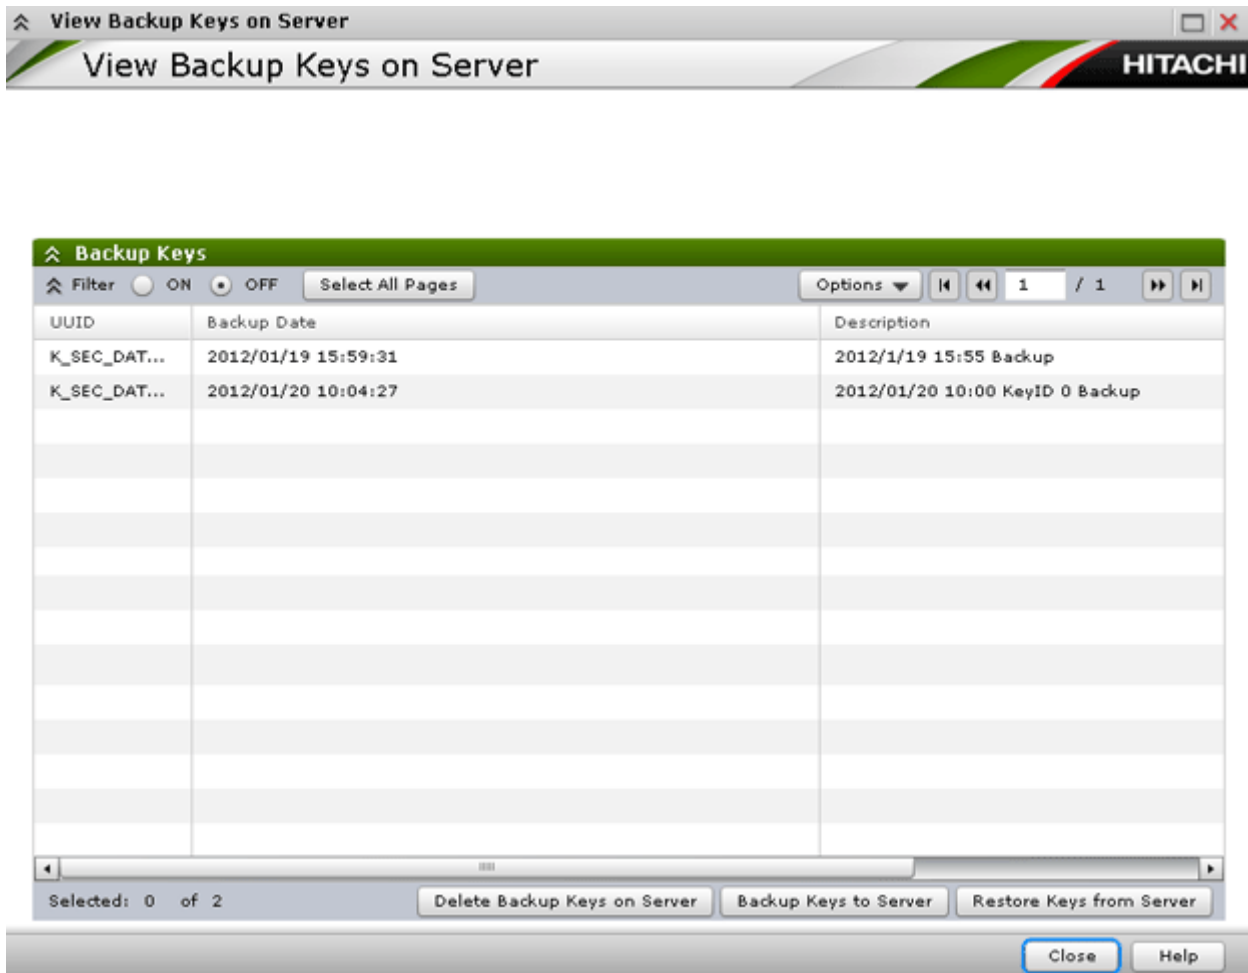 View Backup Keys on Server
View Backup Keys on Server HITACHI
Backup Keys
Filter ON OFF Select All Pages Options 1 / 1
UUID Backup Date Description
K_SEC_DAT... 2012/01/19 15:59:31 2012/1/19 15:55 Backup
K_SEC_DAT... 2012/01/20 10:04:27 2012/01/20 10:00 KeyID 0 Backup
Selected: 0 of 2 Delete Backup Keys on Server Backup Keys to Server Restore Keys from Server
Close Help